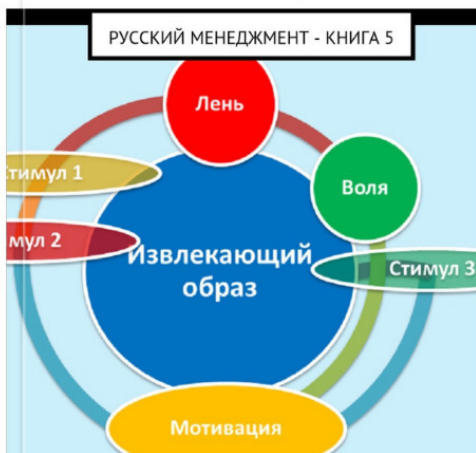 РУССКИЙ МЕНЕДЖМЕНТ - КНИГА 5
Лень
тимул 1
Воля
мул 2
Извлекающий
образ
Стимул 3
Мотивация